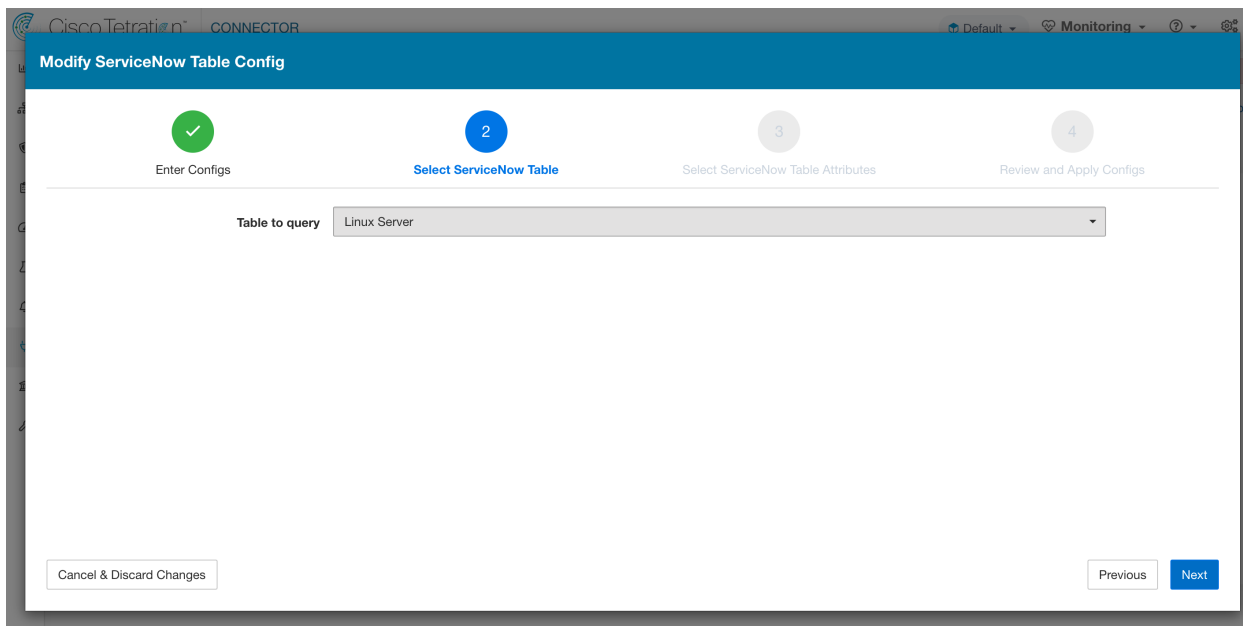 Cisco Tetration™ CONNECTOR Default Monitoring
Modify ServiceNow Table Config
2 3 4
Enter Configs Select ServiceNow Table Select ServiceNow Table Attributes Review and Apply Configs
Table to query Linux Server
Cancel & Discard Changes Previous Next